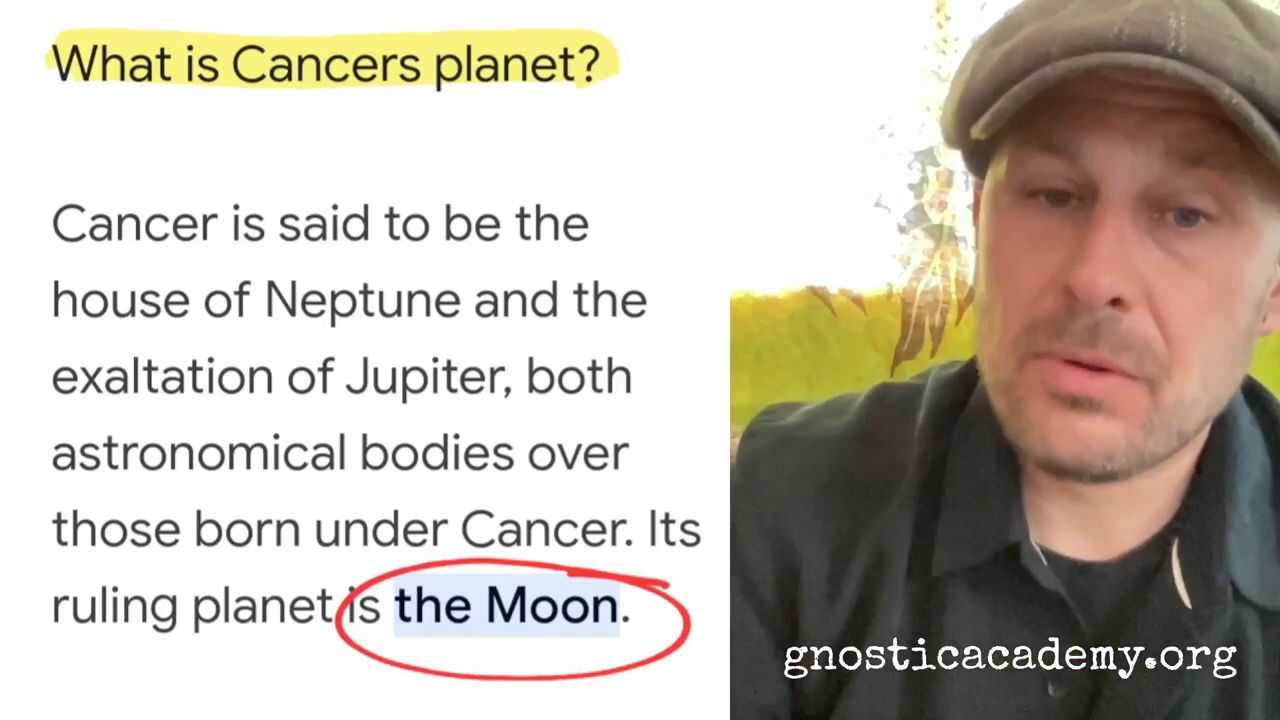 What is Cancers planet?
Cancer is said to be the
house of Neptune and the
exaltation of Jupiter, both
astronomical bodies over
those born under Cancer. Its
ruling planet is the Moon.
gnosticacademy.org